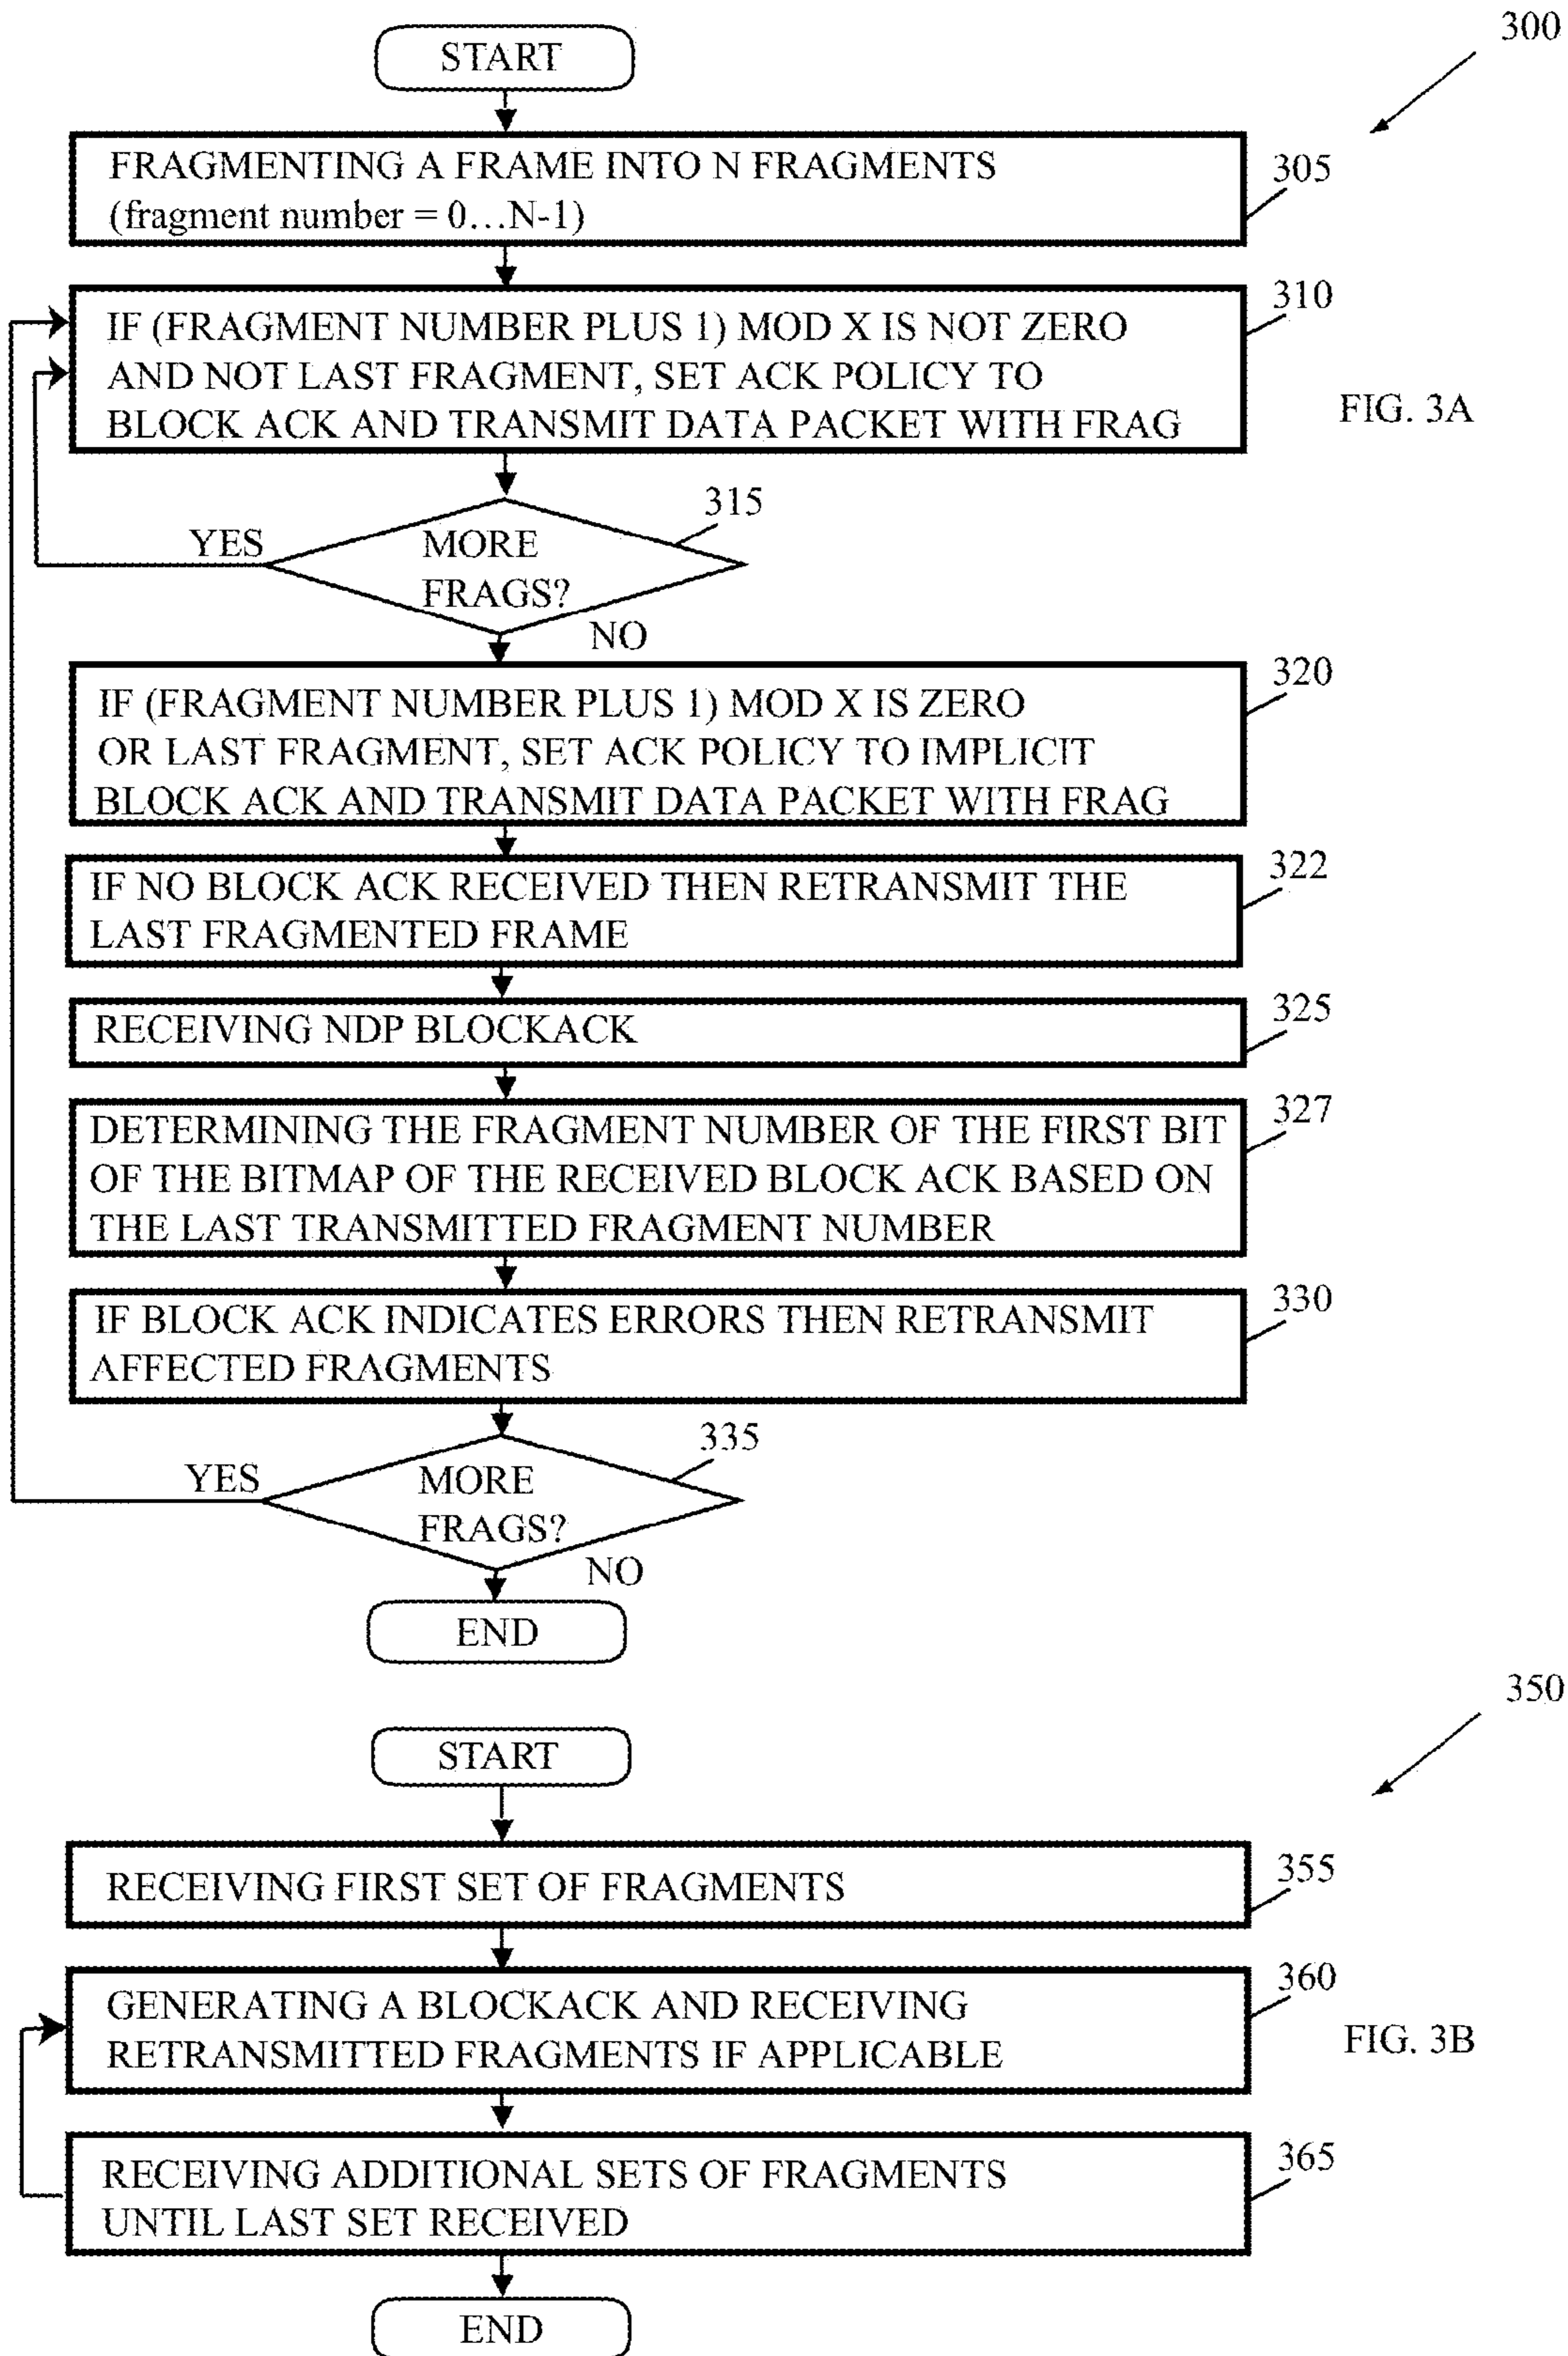 300
START
FRAGMENTING A FRAME INTO N FRAGMENTS
(fragment number = 0...N-1)
305
310
IF (FRAGMENT NUMBER PLUS 1) MOD X IS NOT ZERO
AND NOT LAST FRAGMENT, SET ACK POLICY TO
BLOCK ACK AND TRANSMIT DATA PACKET WITH FRAG
FIG. 3A
315
YES
MORE
FRAGS?
NO
320
IF (FRAGMENT NUMBER PLUS 1) MOD X IS ZERO
OR LAST FRAGMENT, SET ACK POLICY TO IMPLICIT
BLOCK ACK AND TRANSMIT DATA PACKET WITH FRAG
322
IF NO BLOCK ACK RECEIVED THEN RETRANSMIT THE
LAST FRAGMENTED FRAME
325
RECEIVING NDP BLOCKACK
327
DETERMINING THE FRAGMENT NUMBER OF THE FIRST BIT
OF THE BITMAP OF THE RECEIVED BLOCK ACK BASED ON
THE LAST TRANSMITTED FRAGMENT NUMBER
330
IF BLOCK ACK INDICATES ERRORS THEN RETRANSMIT
AFFECTED FRAGMENTS
335
YES
MORE
FRAGS?
NO
END
350
START
355
RECEIVING FIRST SET OF FRAGMENTS
360
GENERATING A BLOCKACK AND RECEIVING
RETRANSMITTED FRAGMENTS IF APPLICABLE
FIG. 3B
365
RECEIVING ADDITIONAL SETS OF FRAGMENTS
UNTIL LAST SET RECEIVED
END